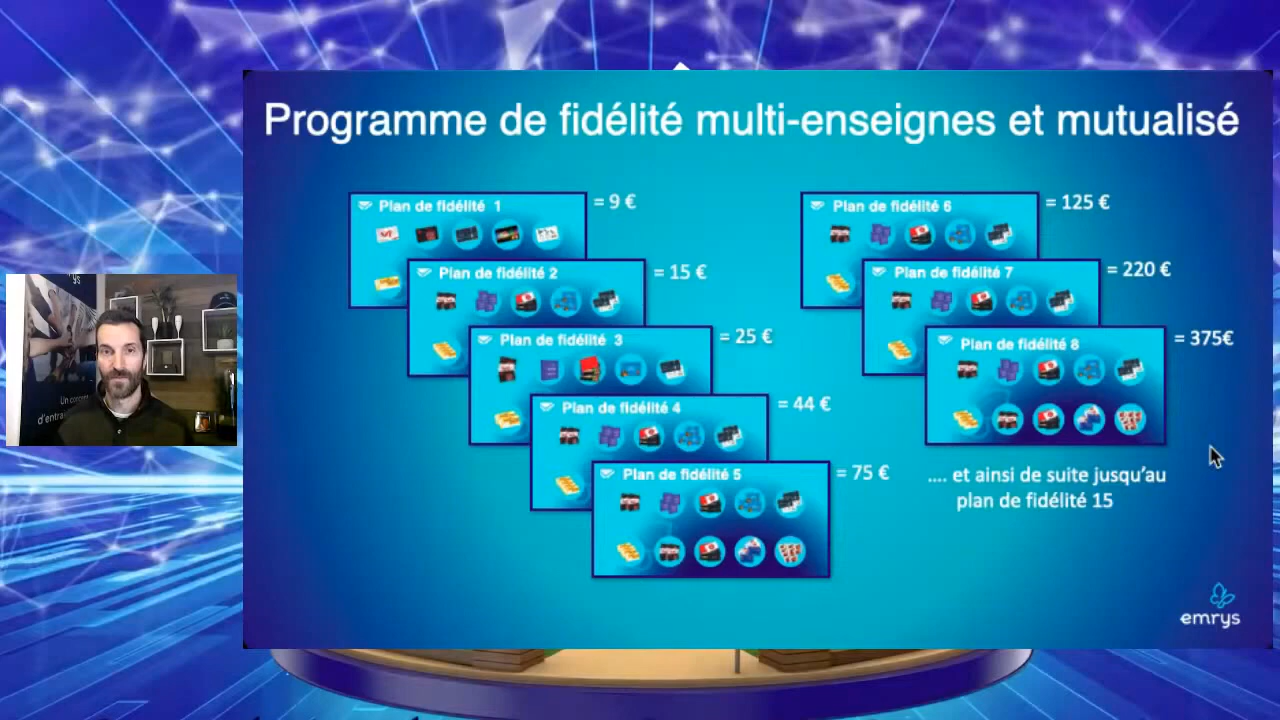 Programme de fidélité multi-enseignes et mutualisé
Plan de fidélité 1
= 9 €
Plan de fidélité 2
= 15 €
Plan de fidélité 3
= 25 €
Plan de fidélité 4
= 44 €
Plan de fidélité 5
= 75 €
Plan de fidélité 6
= 125 €
Plan de fidélité 7
= 220 €
Plan de fidélité 8
= 375€
.... et ainsi de suite jusqu'au
plan de fidélité 15
emrys
Un concept
d'entrai